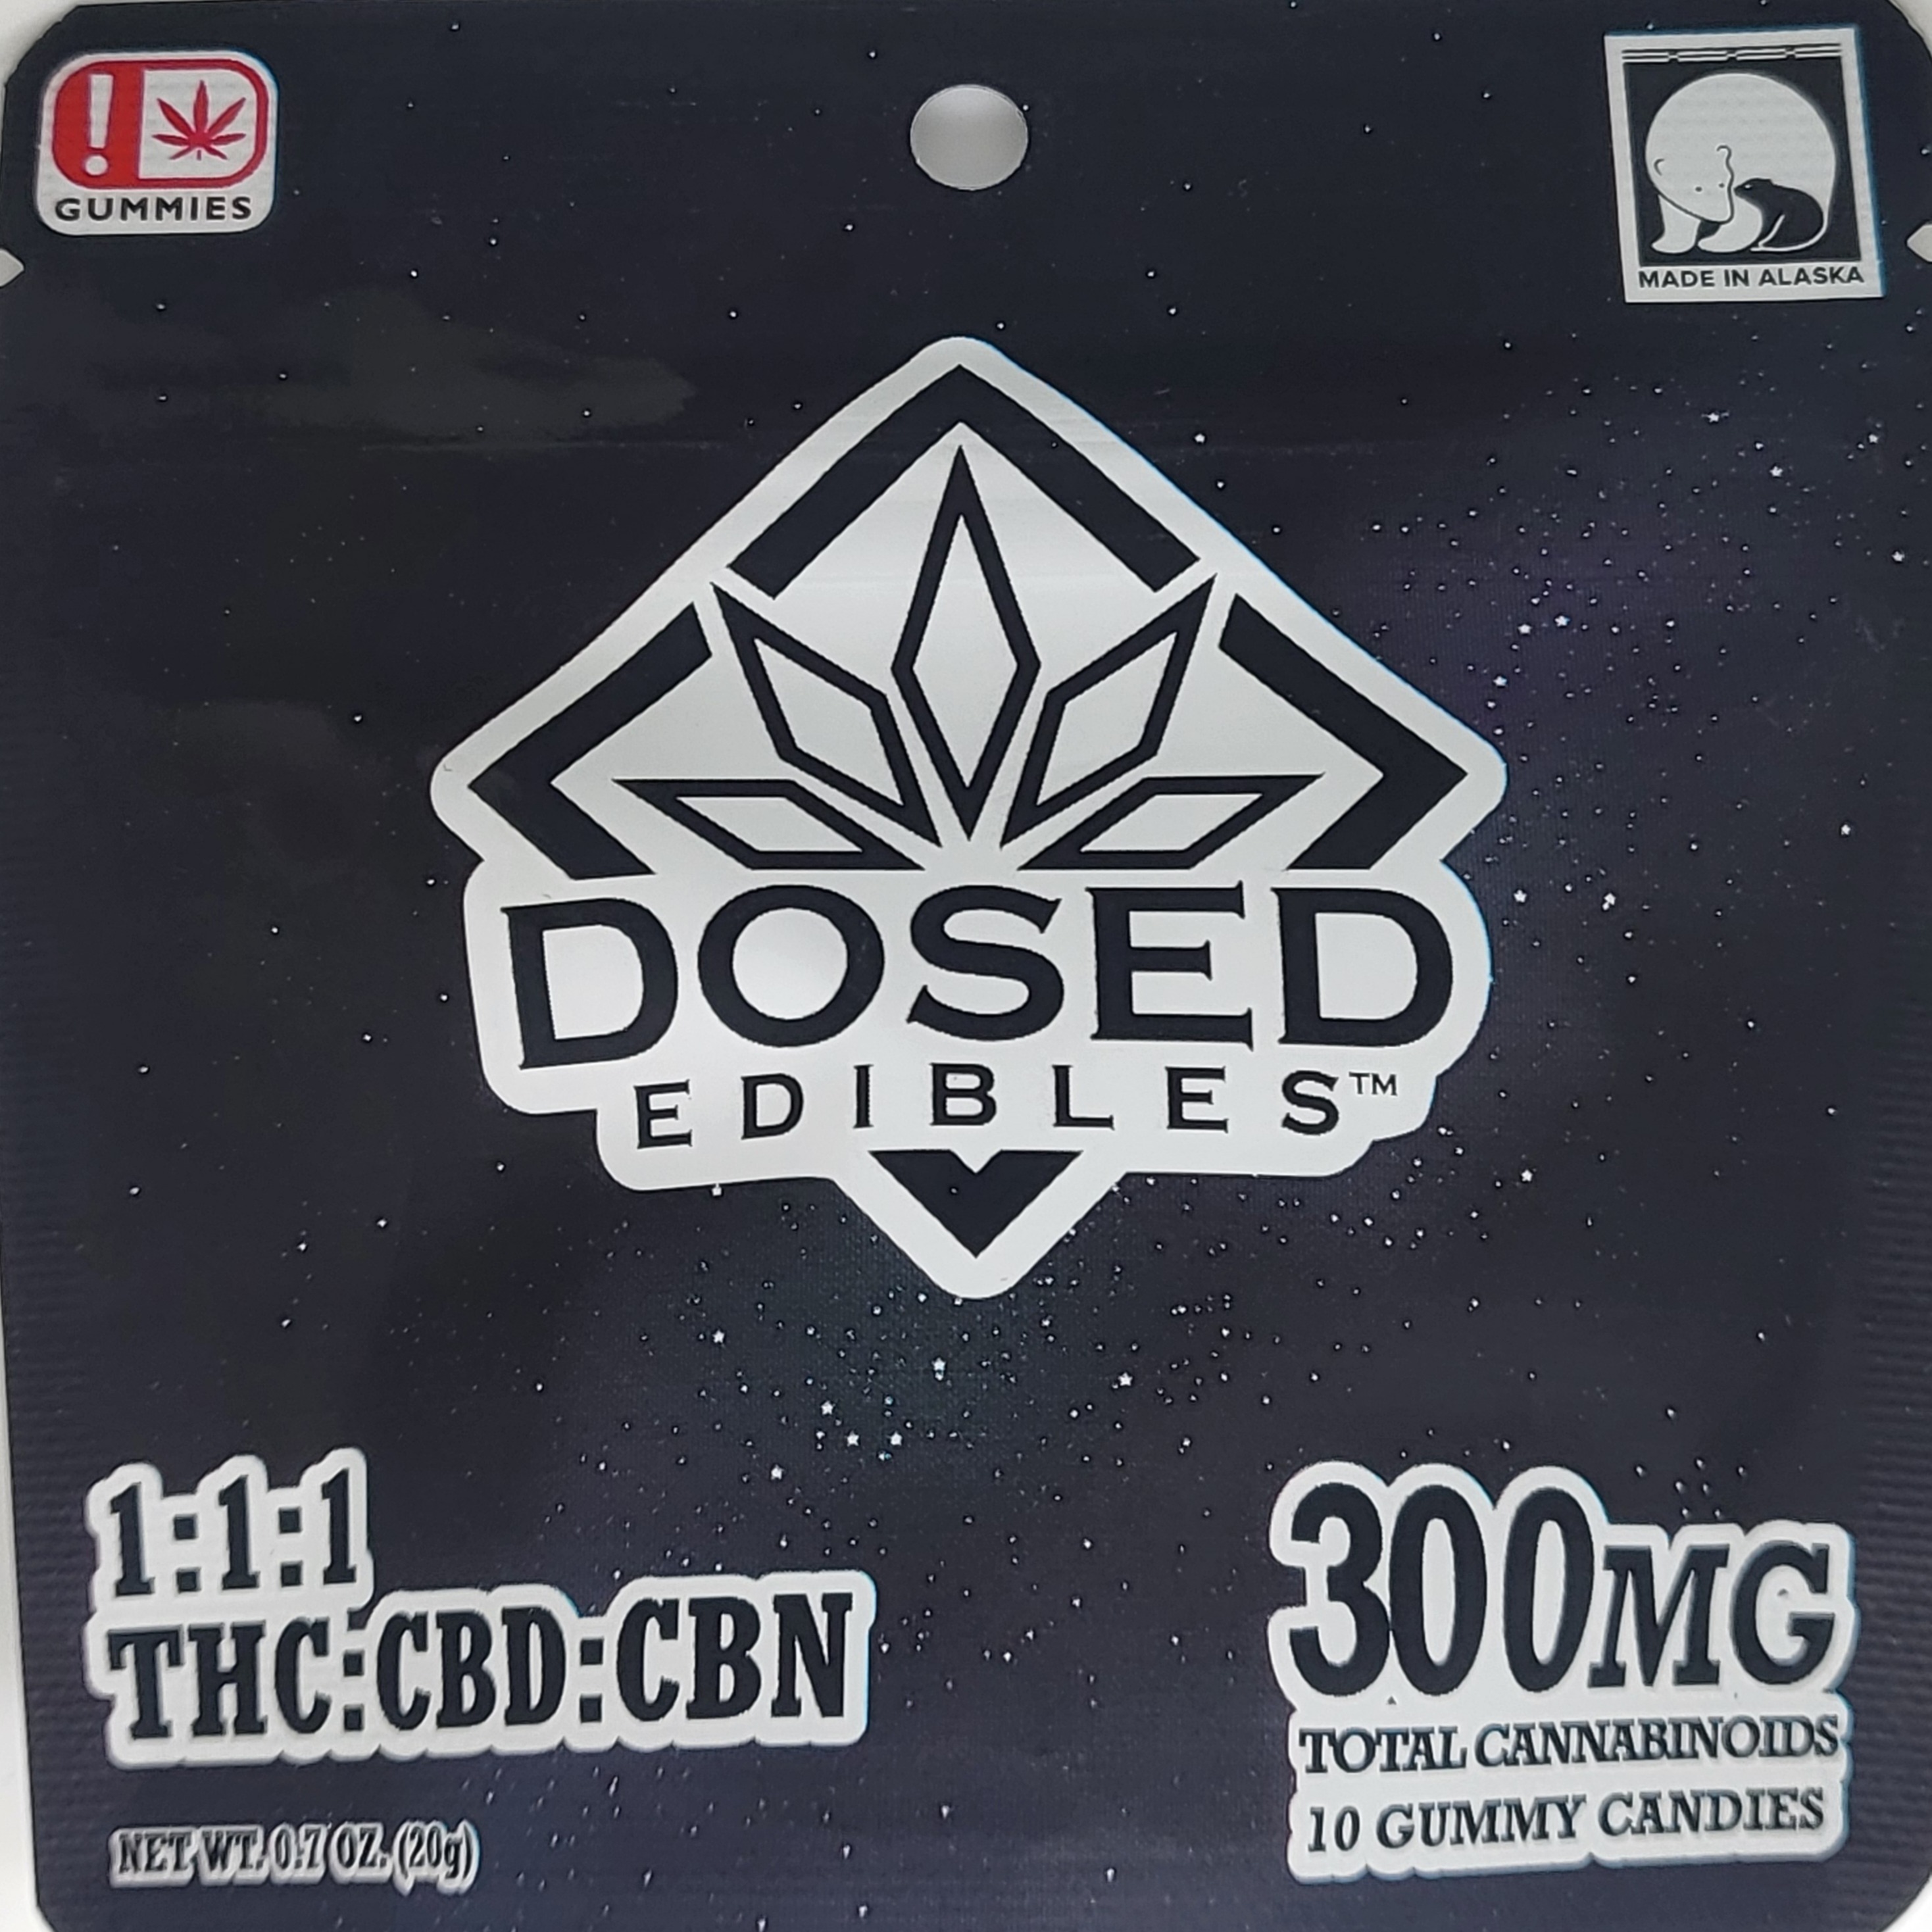 !
GUMMIES
MADE IN ALASKA
DOSED
EDIBLES™
1:1:1
THC:CBD:CBN
NET WT. 0.7 OZ. (20g)
300MG
TOTAL CANNABINOIDS
10 GUMMY CANDIES